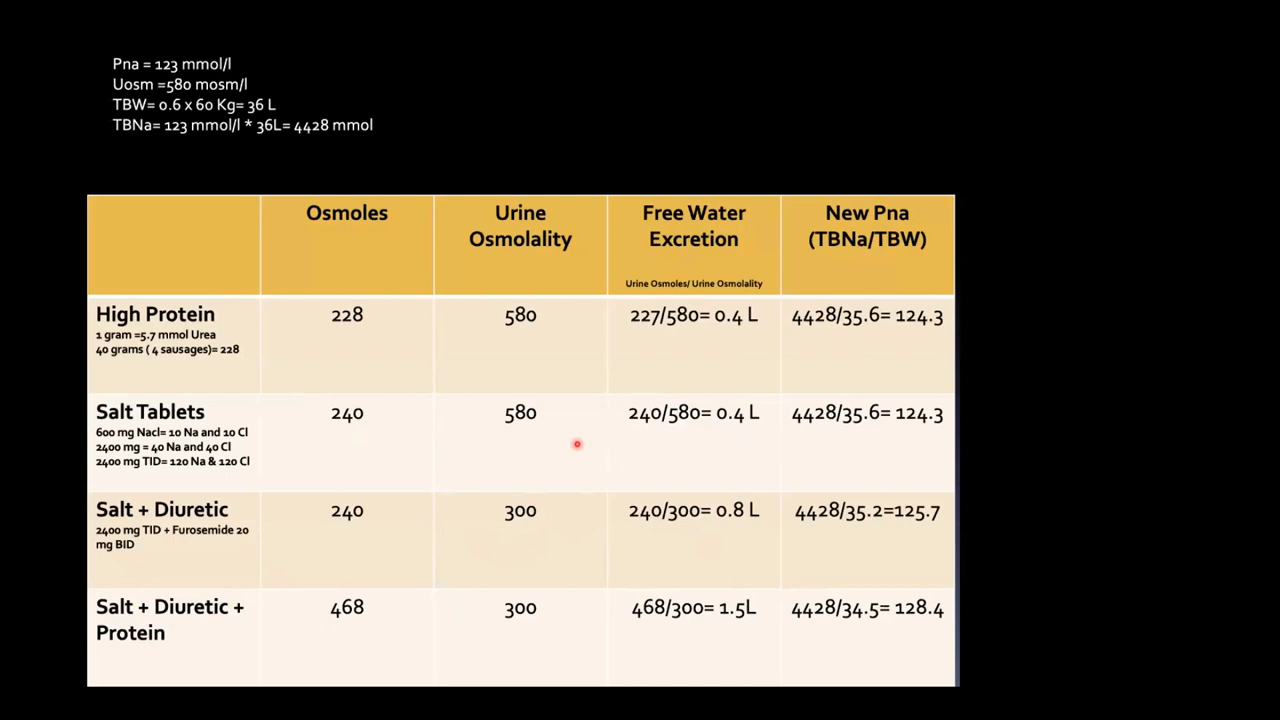 Pna = 123 mmol/l
Uosm =580 mosm/l
TBW= 0.6 x 60 Kg= 36 L
TBNa= 123 mmol/l * 36L= 4428 mmol
Osmoles
Urine
Osmolality
Free Water
Excretion
Urine Osmoles/ Urine Osmolality
New Pna
(TBNa/TBW)
High Protein
1 gram =5.7 mmol Urea
40 grams ( 4 sausages)= 228
228
580
227/580= 0.4 L
4428/35.6= 124.3
Salt Tablets
600 mg Nacl= 10 Na and 10 Cl
2400 mg = 40 Na and 40 Cl
2400 mg TID= 120 Na & 120 Cl
240
580
240/580= 0.4 L
4428/35.6= 124.3
Salt + Diuretic
2400 mg TID + Furosemide 20
mg BID
240
300
240/300= 0.8 L
4428/35.2=125.7
Salt + Diuretic +
Protein
468
300
468/300= 1.5L
4428/34.5= 128.4